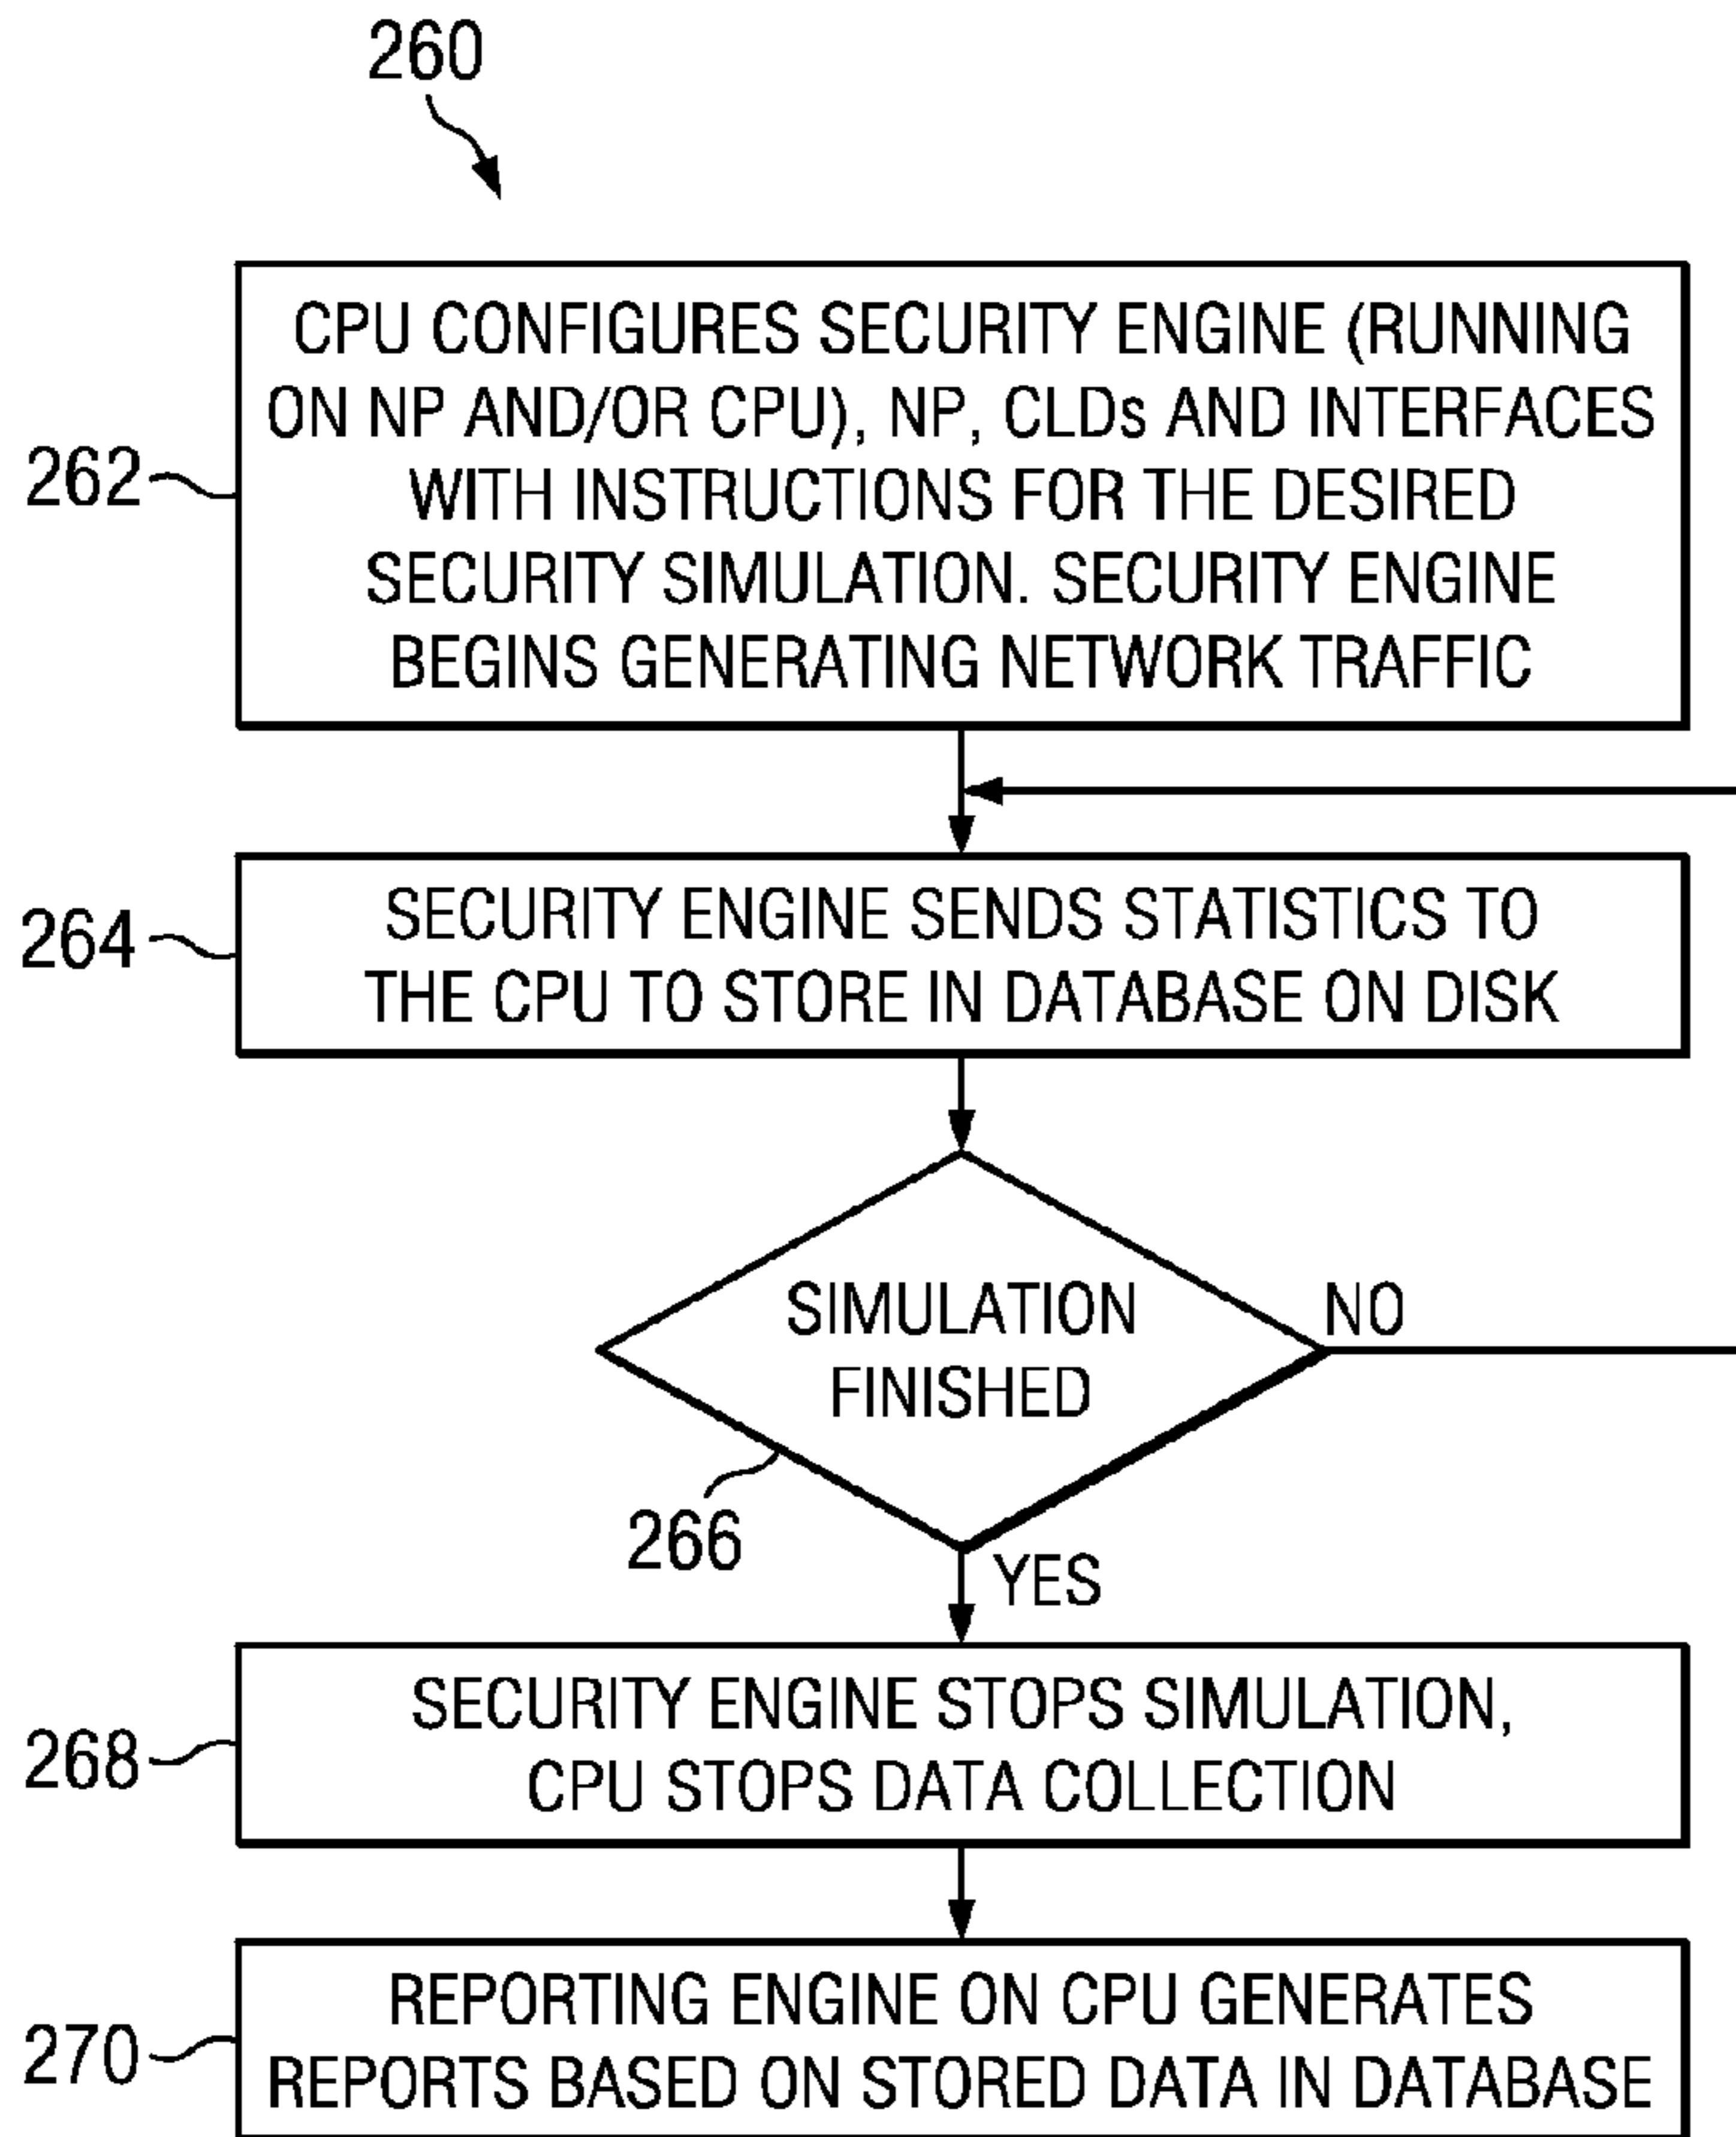 260
CPU CONFIGURES SECURITY ENGINE (RUNNING
ON NP AND/OR CPU), NP, CLDs AND INTERFACES
WITH INSTRUCTIONS FOR THE DESIRED
SECURITY SIMULATION. SECURITY ENGINE
BEGINS GENERATING NETWORK TRAFFIC
262
SECURITY ENGINE SENDS STATISTICS TO
THE CPU TO STORE IN DATABASE ON DISK
264
SIMULATION
FINISHED
NO
266
YES
SECURITY ENGINE STOPS SIMULATION,
CPU STOPS DATA COLLECTION
268
REPORTING ENGINE ON CPU GENERATES
REPORTS BASED ON STORED DATA IN DATABASE
270